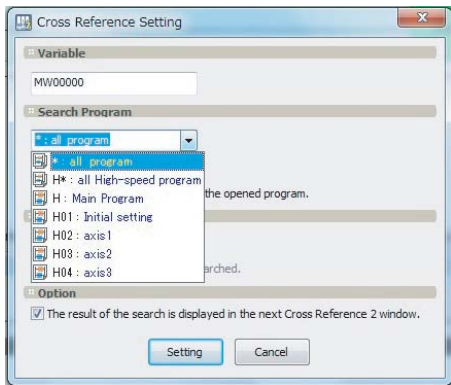 Cross Reference Setting
Variable
MW00000
Search Program
*: all program
*: all program
H*: all High-speed program
H : Main Program
the opened program.
H01 : Initial setting
H02 : axis1
H03 : axis2
H04 : axis3
arched.
Option
The result of the search is displayed in the next Cross Reference 2 window.
Setting
Cancel